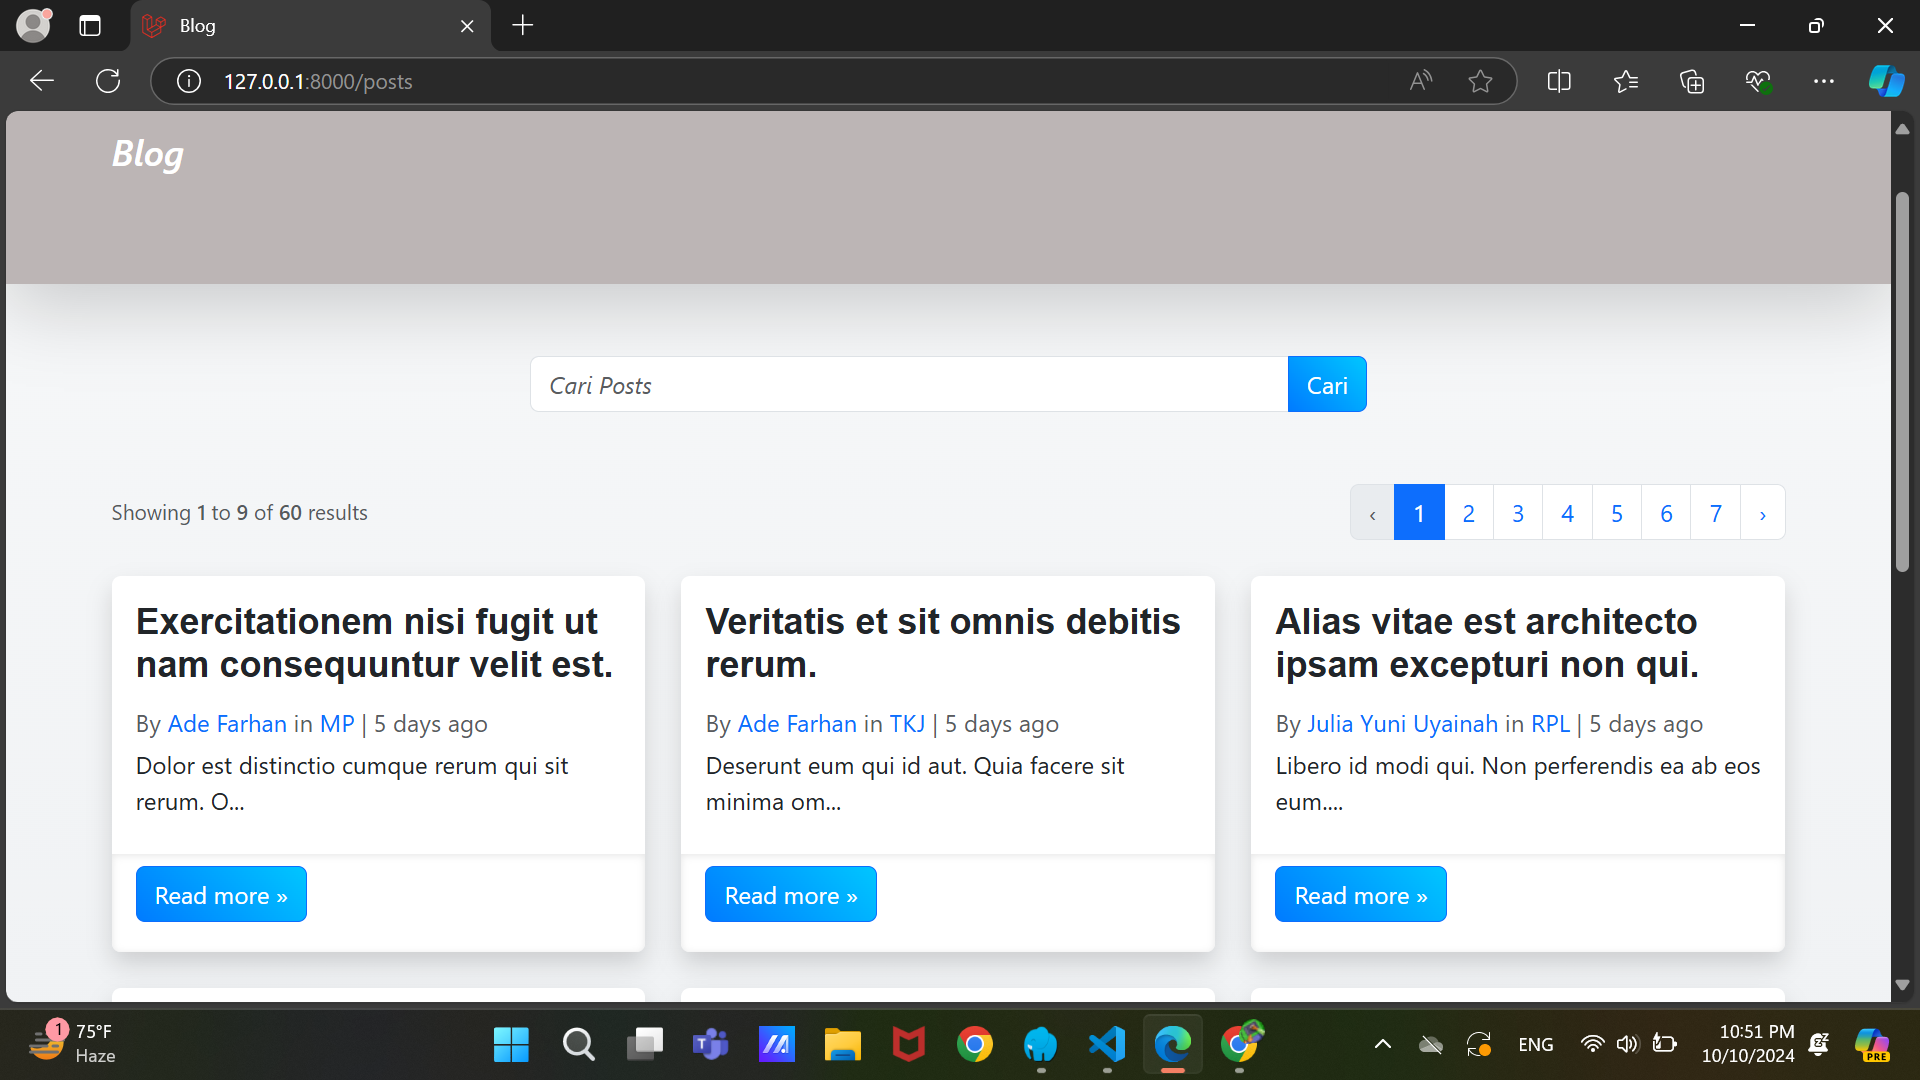 Blog
127.0.0.1:8000/posts
Blog
Cari Posts
Cari
Showing 1 to 9 of 60 results
‹ 1 2 3 4 5 6 7 ›
Exercitationem nisi fugit ut
nam consequuntur velit est.
By Ade Farhan in MP | 5 days ago
Dolor est distinctio cumque rerum qui sit
rerum. O...
Read more »
Veritatis et sit omnis debitis
rerum.
By Ade Farhan in TKJ | 5 days ago
Deserunt eum qui id aut. Quia facere sit
minima om...
Read more »
Alias vitae est architecto
ipsam excepturi non qui.
By Julia Yuni Uyainah in RPL | 5 days ago
Libero id modi qui. Non perferendis ea ab eos
eum....
Read more »
1
75°F
Haze
T
ENG
10:51 PM
10/10/2024
PRE